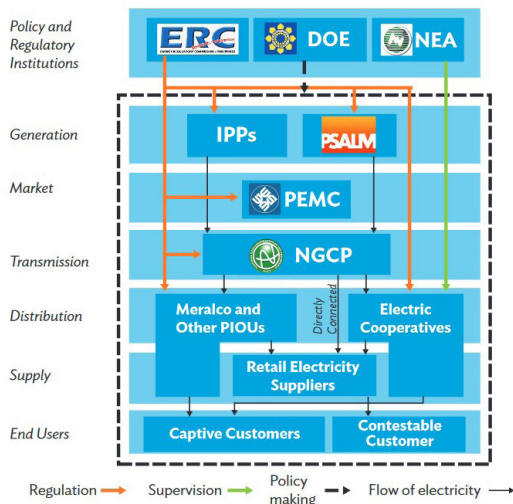 Policy and
Regulatory
Institutions
ERC
DOE
NEA
Generation
IPPs
PSALM
Market
PEMC
Transmission
NGCP
Distribution
Meralco and
Other PIOUs
Directly
Connected
Electric
Cooperatives
Supply
Retail Electricity
Suppliers
End Users
Captive Customers
Contestable
Customer
Regulation
Supervision
Policy
making
Flow of electricity